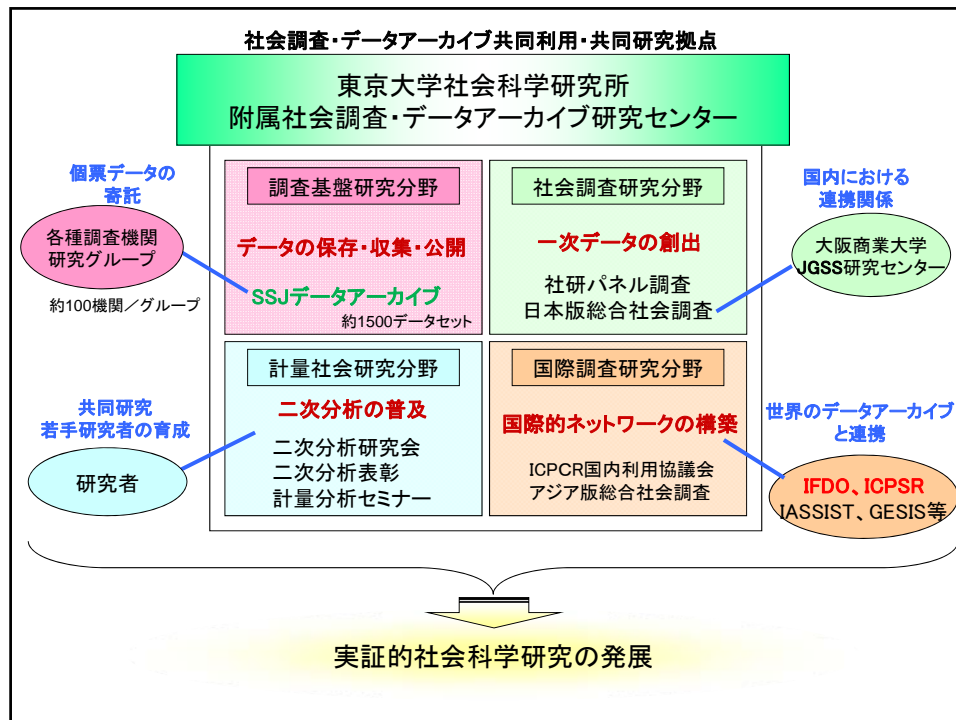 社会調査・データアーカイブ共同利用・共同研究拠点
東京大学社会科学研究所
附属社会調査・データアーカイブ研究センター
個票データの
寄託
各種調査機関
研究グループ
約100機関／グループ
調査基盤研究分野
データの保存・収集・公開
SSJデータアーカイブ
約1500データセット
社会調査研究分野
一次データの創出
社研パネル調査
日本版総合社会調査
国内における
連携関係
大阪商業大学
JGSS研究センター
共同研究
若手研究者の育成
研究者
計量社会研究分野
二次分析の普及
二次分析研究会
二次分析表彰
計量分析セミナー
国際調査研究分野
国際的ネットワークの構築
ICPCR国内利用協議会
アジア版総合社会調査
世界のデータアーカイブ
と連携
IFDO、ICPSR
IASSIST、GESIS等
実証的社会科学研究の発展